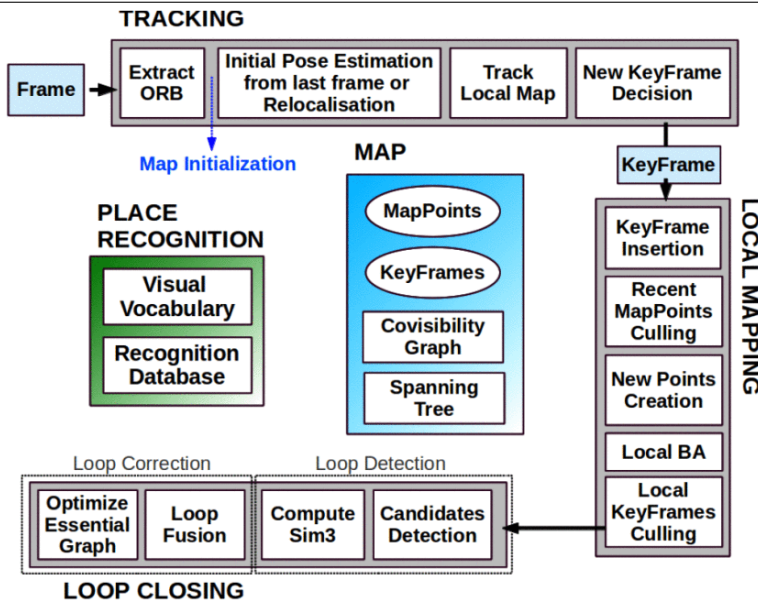 TRACKING
Frame
Extract
ORB
Initial Pose Estimation
from last frame or
Relocalisation
Track
Local Map
New KeyFrame
Decision
Map Initialization
MAP
KeyFrame
PLACE
RECOGNITION
Visual
Vocabulary
Recognition
Database
MapPoints
KeyFrames
Covisibility
Graph
Spanning
Tree
LOCAL MAPPING
KeyFrame
Insertion
Recent
MapPoints
Culling
New Points
Creation
Local BA
Local
KeyFrames
Culling
Loop Correction
Loop Detection
Optimize
Essential
Graph
Loop
Fusion
Compute
Sim3
Candidates
Detection
LOOP CLOSING